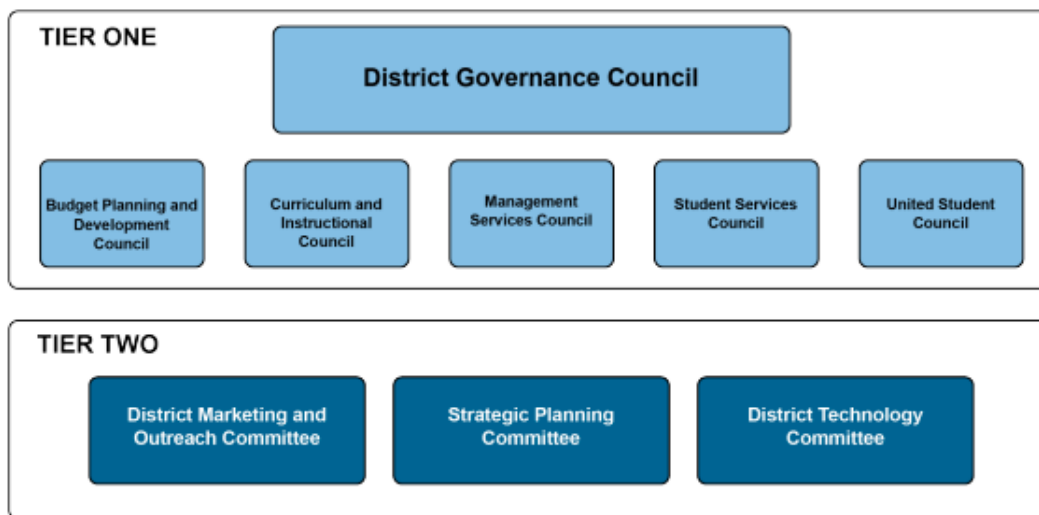 TIER ONE
District Governance Council
Budget Planning and
Development
Council
Curriculum and
Instructional
Council
Management
Services Council
Student Services
Council
United Student
Council
TIER TWO
District Marketing and
Outreach Committee
Strategic Planning
Committee
District Technology
Committee